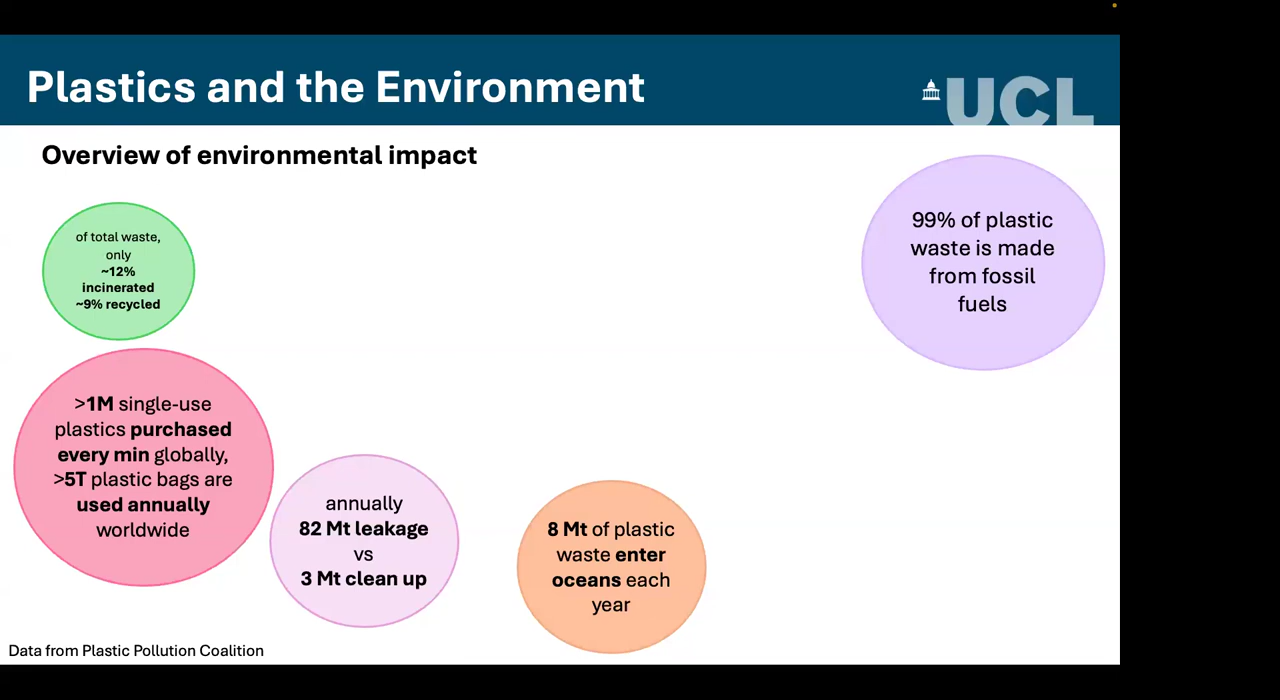 Plastics and the Environment
UCL
Overview of environmental impact
of total waste,
only
~12%
incinerated
~9% recycled
99% of plastic
waste is made
from fossil
fuels
>1M single-use
plastics purchased
every min globally,
>5T plastic bags are
used annually
worldwide
annually
82 Mt leakage
vs
3 Mt clean up
8 Mt of plastic
waste enter
oceans each
year
Data from Plastic Pollution Coalition